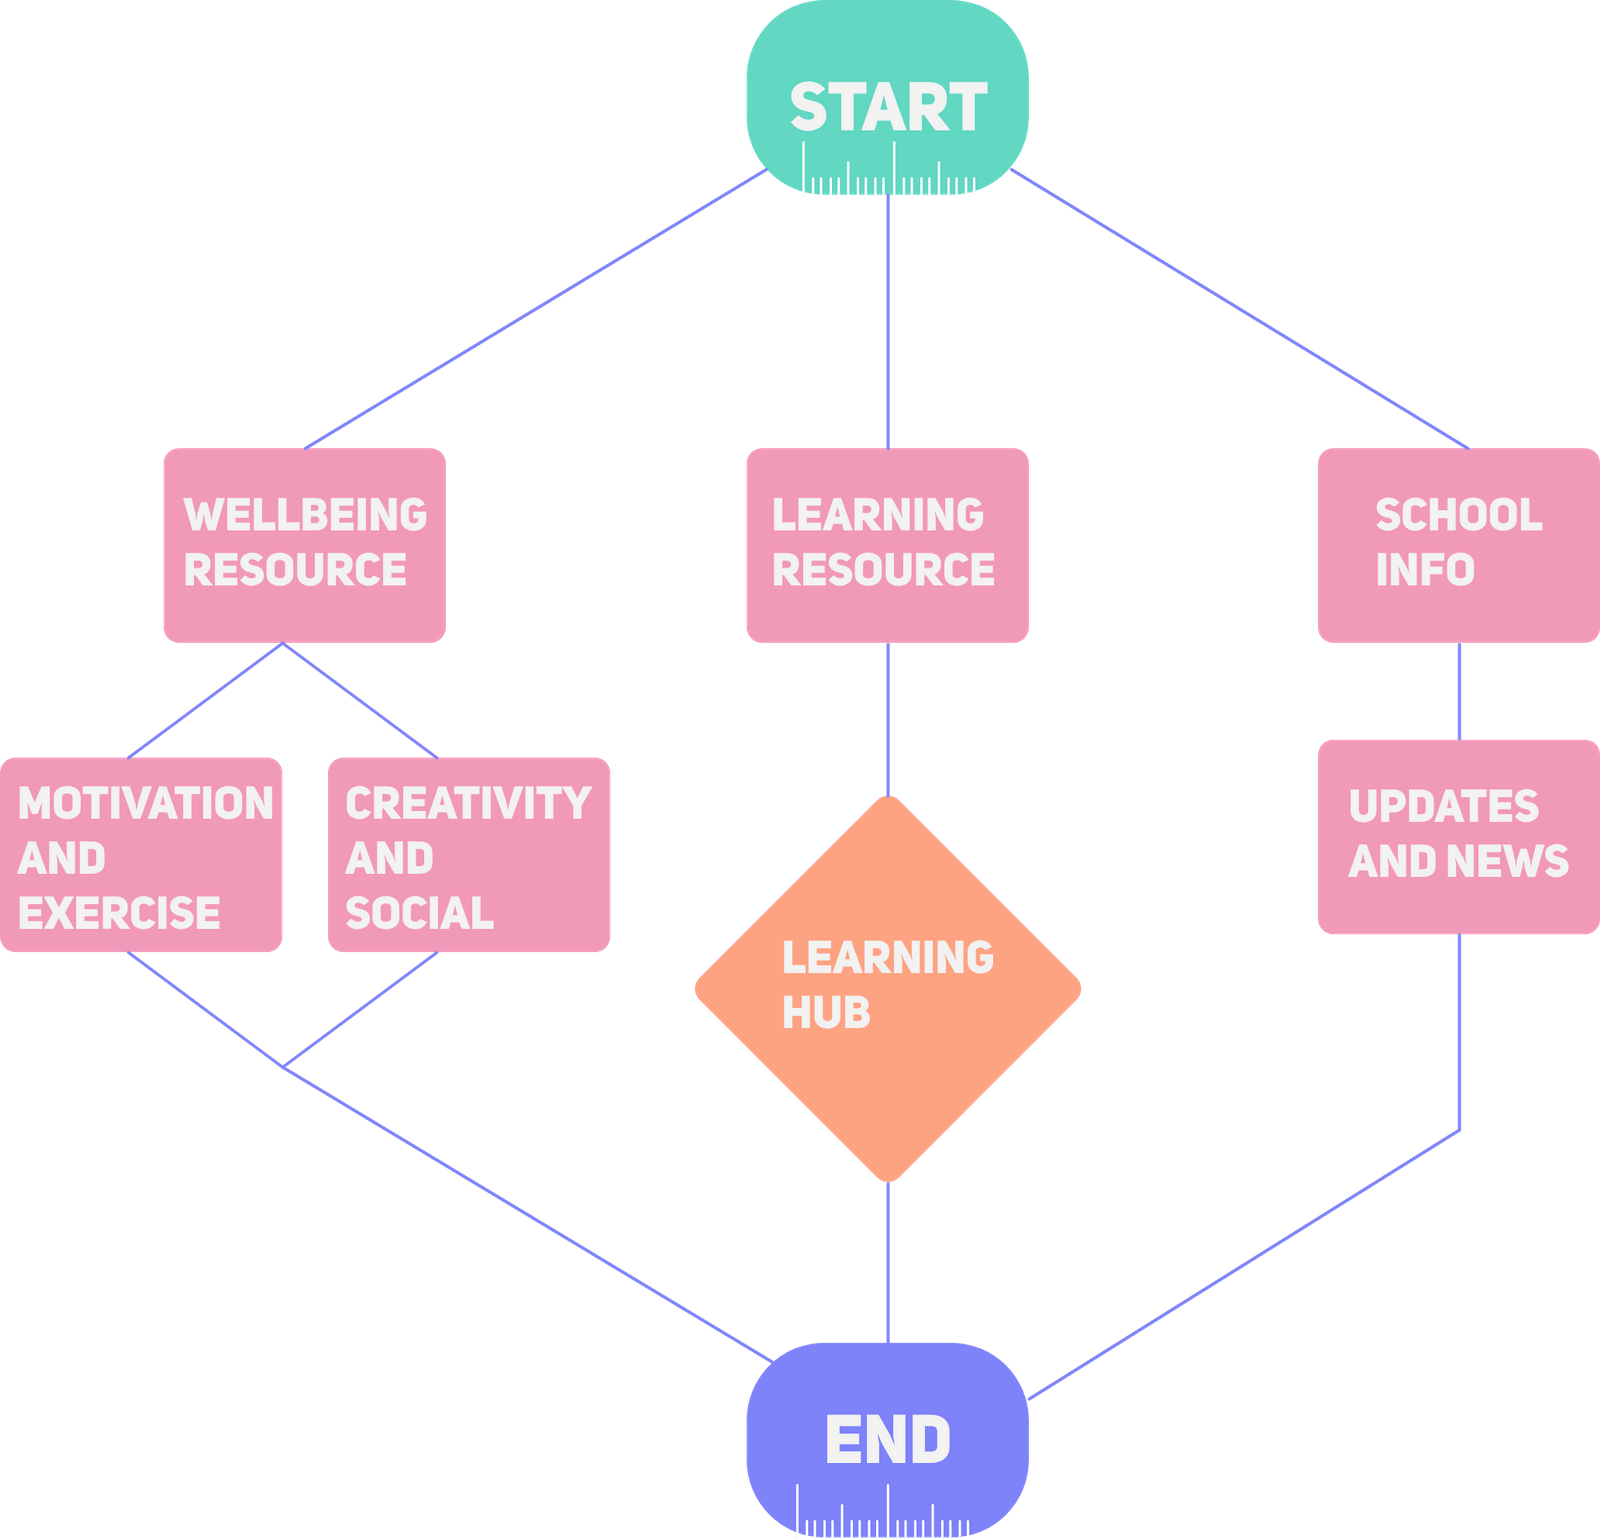 START
WELLBEING
RESOURCE
LEARNING
RESOURCE
SCHOOL
INFO
MOTIVATION
AND
EXERCISE
CREATIVITY
AND
SOCIAL
UPDATES
AND NEWS
LEARNING
HUB
END